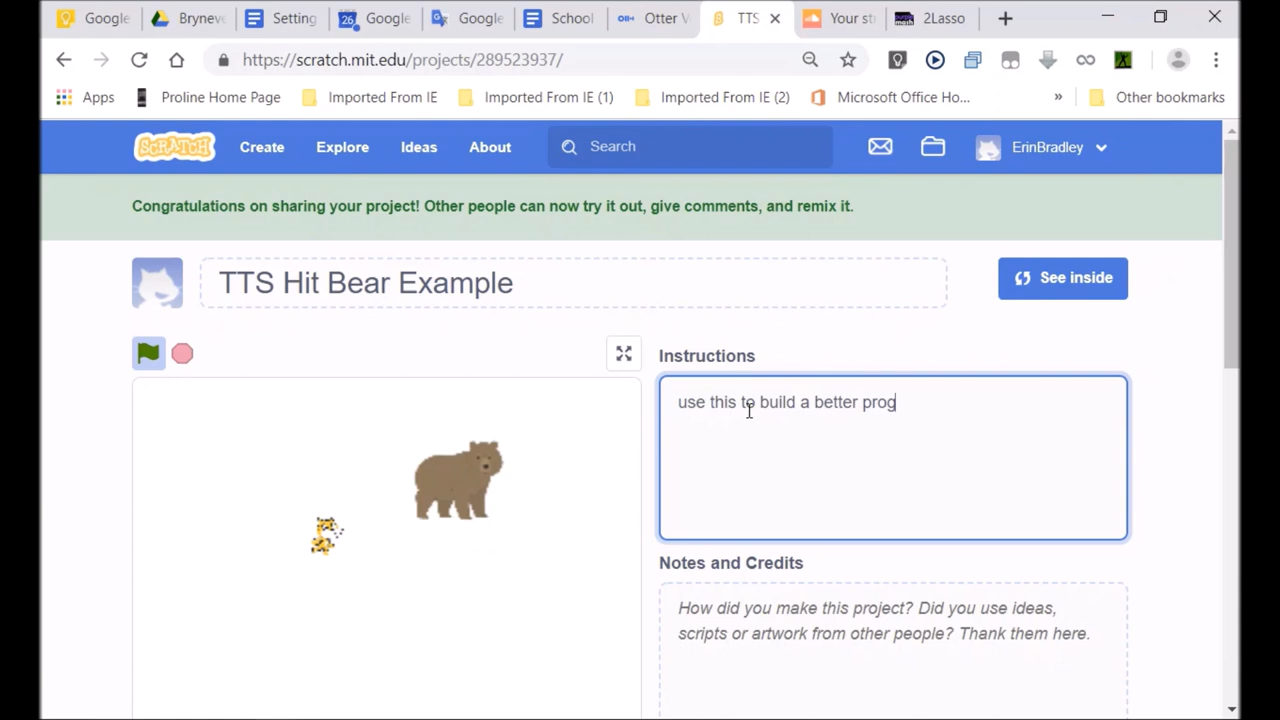 Google
Brynev
Setting
26
Google
Google
School
Otter V
TTS
Your st
2Lasso
https://scratch.mit.edu/projects/289523937/
Apps
Proline Home Page
Imported From IE
Imported From IE (1)
Imported From IE (2)
Microsoft Office Ho...
»
Other bookmarks
SCRATCH
Create
Explore
Ideas
About
Search
ErinBradley
Congratulations on sharing your project! Other people can now try it out, give comments, and remix it.
TTS Hit Bear Example
See inside
Instructions
use this to build a better prog
Notes and Credits
How did you make this project? Did you use ideas,
scripts or artwork from other people? Thank them here.